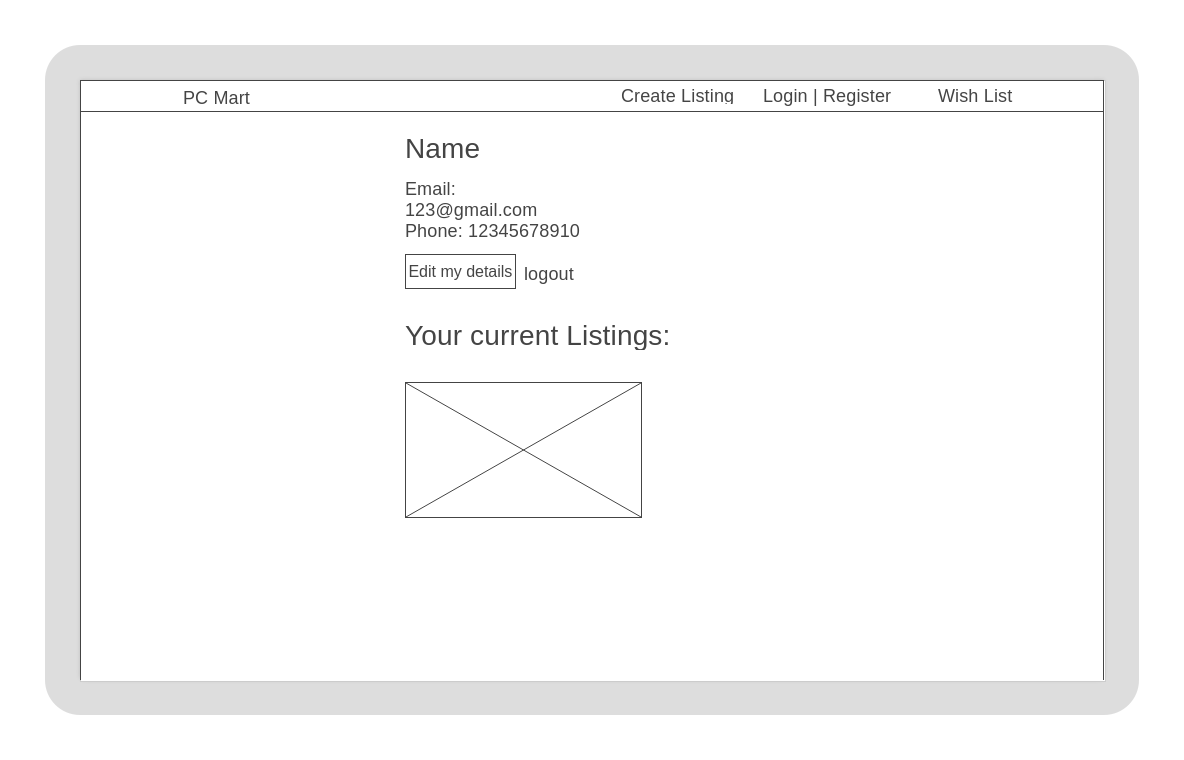 PC Mart
Create Listing
Login | Register
Wish List
Name
Email:
123@gmail.com
Phone: 12345678910
Edit my details
logout
Your current Listings: